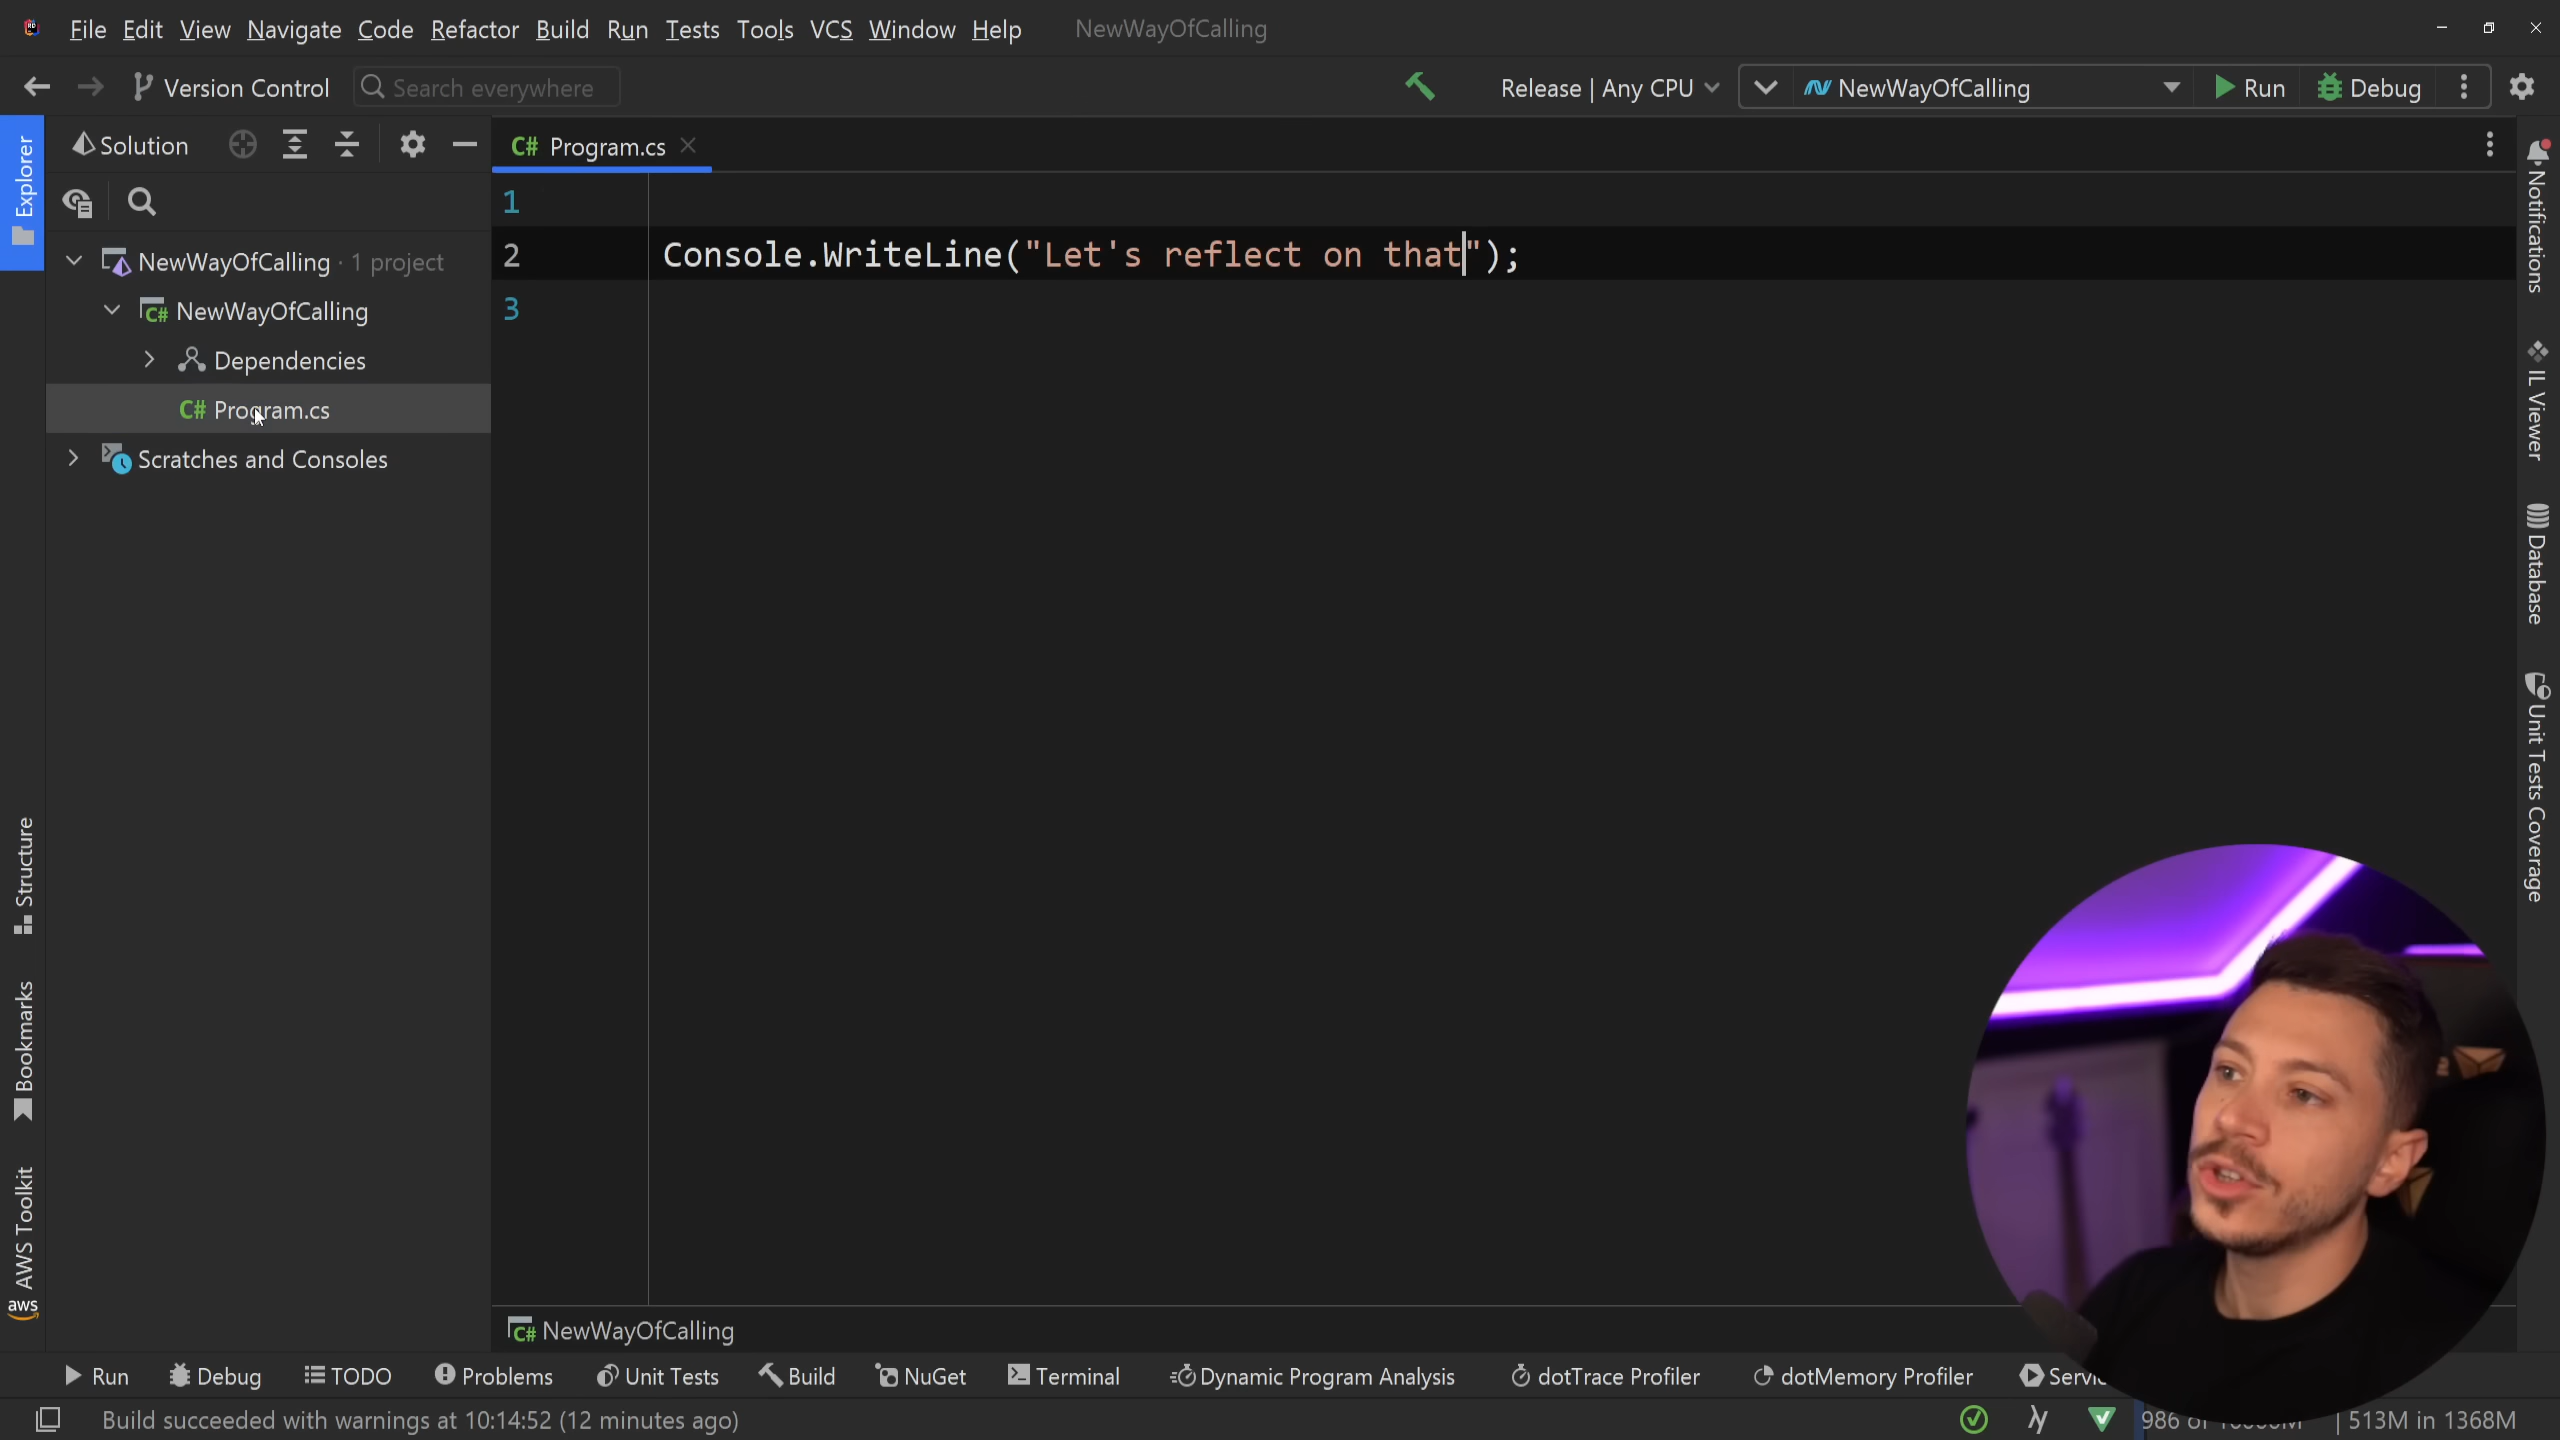 File Edit View Navigate Code Refactor Build Run Tests Tools VCS Window Help NewWayOfCalling
Version Control Search everywhere Release | Any CPU NewWayOfCalling Run Debug
Explorer
Solution
C# Program.cs
Notifications
1
NewWayOfCalling · 1 project
2 Console.WriteLine("Let's reflect on that");
C# NewWayOfCalling
3
Dependencies
C# Program.cs
Scratches and Consoles
IL Viewer
Database
Unit Tests Coverage
Structure
Bookmarks
AWS Toolkit
aws
C# NewWayOfCalling
Run Debug TODO Problems Unit Tests Build NuGet Terminal Dynamic Program Analysis dotTrace Profiler dotMemory Profiler
Build succeeded with warnings at 10:14:52 (12 minutes ago) 986 of | 513M in 1368M